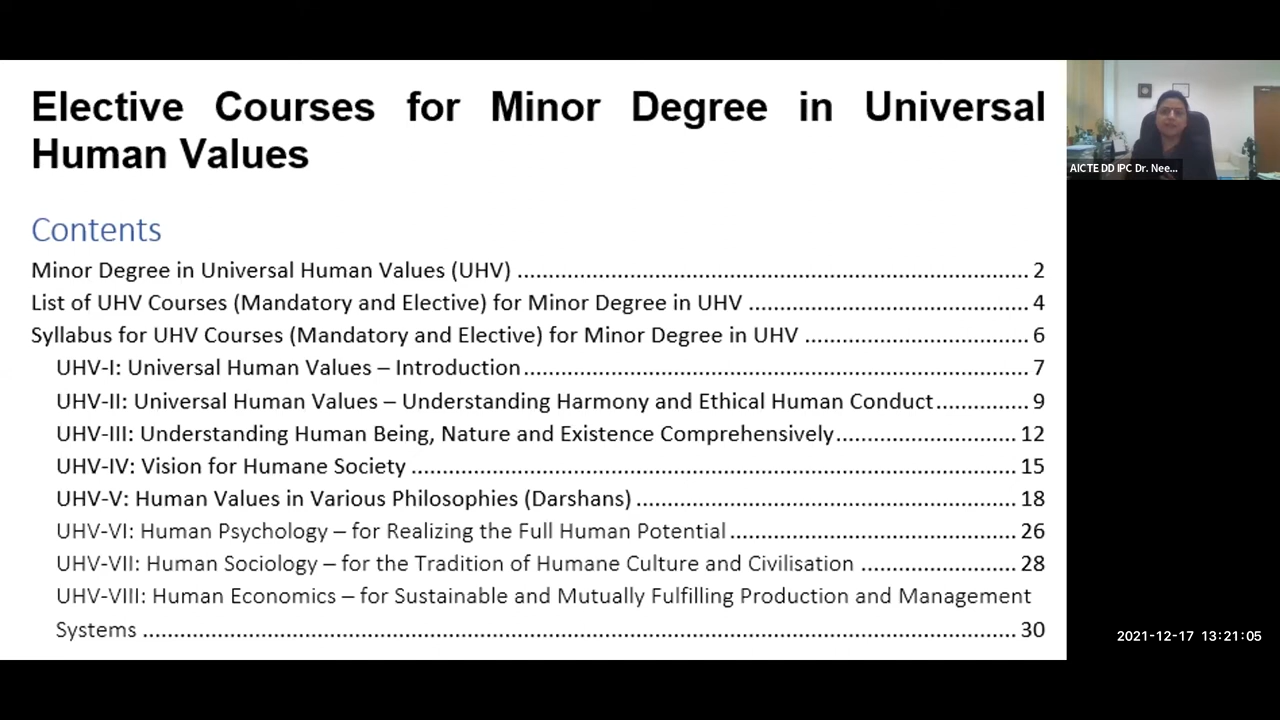 Elective Courses for Minor Degree in Universal
Human Values
Contents
Minor Degree in Universal Human Values (UHV) ........................ 2
List of UHV Courses (Mandatory and Elective) for Minor Degree in UHV ........................ 4
Syllabus for UHV Courses (Mandatory and Elective) for Minor Degree in UHV ........................ 6
UHV-I: Universal Human Values – Introduction ........................ 7
UHV-II: Universal Human Values – Understanding Harmony and Ethical Human Conduct ............... 9
UHV-III: Understanding Human Being, Nature and Existence Comprehensively ........................ 12
UHV-IV: Vision for Humane Society ........................ 15
UHV-V: Human Values in Various Philosophies (Darshans) ........................ 18
UHV-VI: Human Psychology – for Realizing the Full Human Potential ........................ 26
UHV-VII: Human Sociology – for the Tradition of Humane Culture and Civilisation ........................ 28
UHV-VIII: Human Economics – for Sustainable and Mutually Fulfilling Production and Management
Systems ........................ 30
AICTE DD IPC Dr. Nee...
2021-12-17 13:21:05